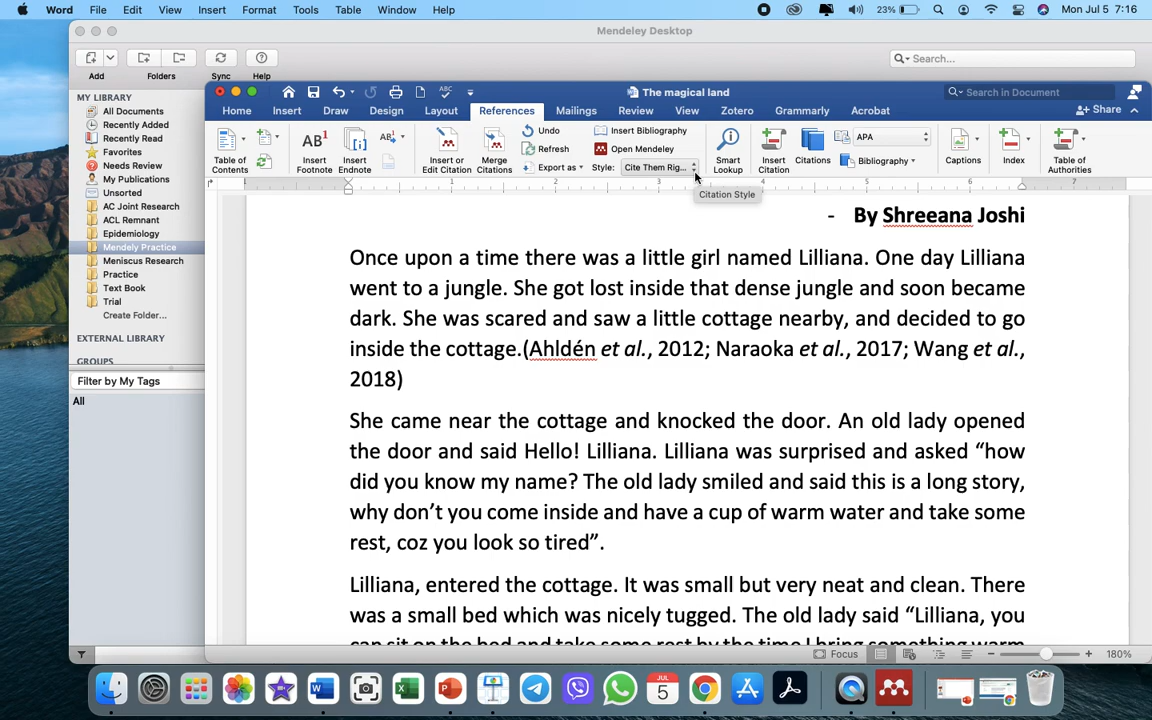 Word File Edit View Insert Format Tools Table Window Help 23% Mon Jul 5 7:16
Mendeley Desktop
Search...
Add Folders Sync Help
MY LIBRARY
All Documents
Recently Added
Recently Read
Favorites
Needs Review
My Publications
Unsorted
AC Joint Research
ACL Remnant
Epidemiology
Mendely Practice
Meniscus Research
Practice
Text Book
Trial
Create Folder...
EXTERNAL LIBRARY
GROUPS
Filter by My Tags
All
The magical land
Search in Document
Home Insert Draw Design Layout References Mailings Review View Zotero Grammarly Acrobat
Share
Table of Contents
AB1
Insert Footnote
Insert Endnote
AB1
Insert or Edit Citation
Merge Citations
Undo
Refresh
Export as
Insert Bibliography
Open Mendeley
Style: Cite Them Rig...
Smart Lookup
Insert Citation
Citations
APA
Bibliography
Captions
Index
Table of Authorities
Citation Style
1 1 2 3 4 5 6 7
- By Shreeana Joshi
Once upon a time there was a little girl named Lilliana. One day Lilliana
went to a jungle. She got lost inside that dense jungle and soon became
dark. She was scared and saw a little cottage nearby, and decided to go
inside the cottage.(Ahldén et al., 2012; Naraoka et al., 2017; Wang et al.,
2018)
She came near the cottage and knocked the door. An old lady opened
the door and said Hello! Lilliana. Lilliana was surprised and asked “how
did you know my name? The old lady smiled and said this is a long story,
why don’t you come inside and have a cup of warm water and take some
rest, coz you look so tired”.
Lilliana, entered the cottage. It was small but very neat and clean. There
was a small bed which was nicely tugged. The old lady said “Lilliana, you
can sit on the bed and take some rest by the time I bring something warm
Focus
180%
JUL 5